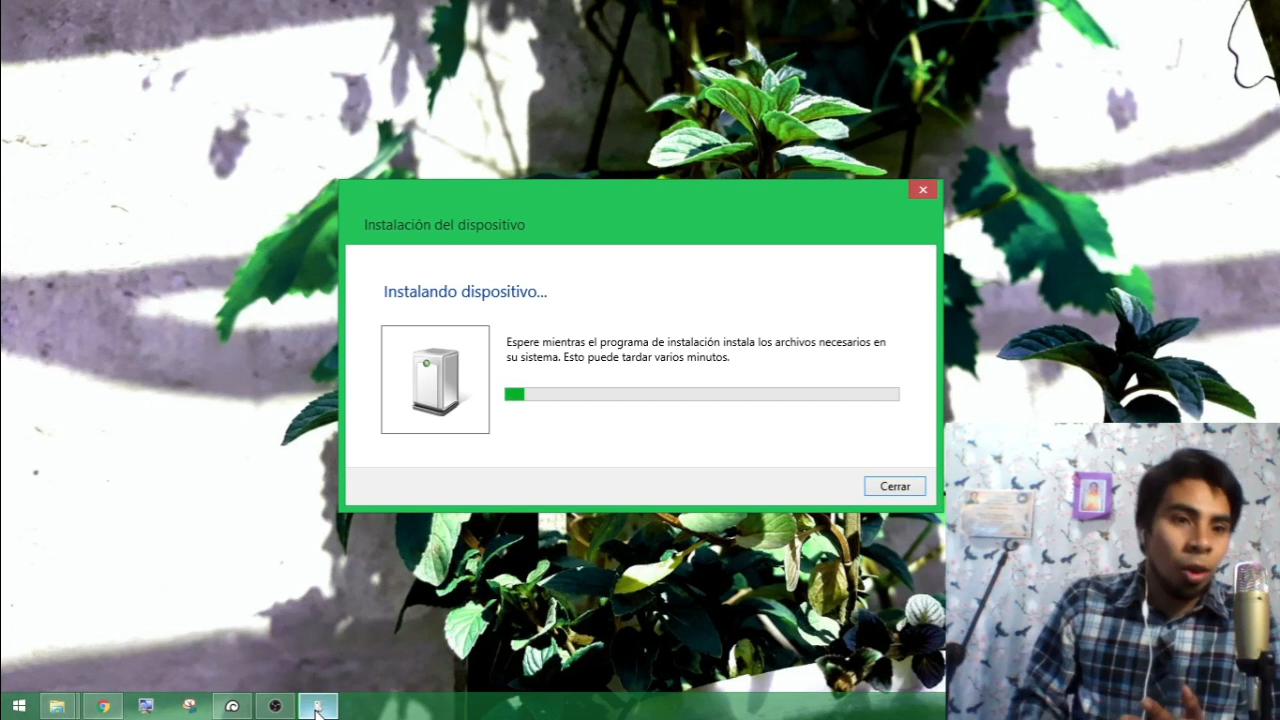 Instalación del dispositivo
Instalando dispositivo...
Espere mientras el programa de instalación instala los archivos necesarios en
su sistema. Esto puede tardar varios minutos.
Cerrar